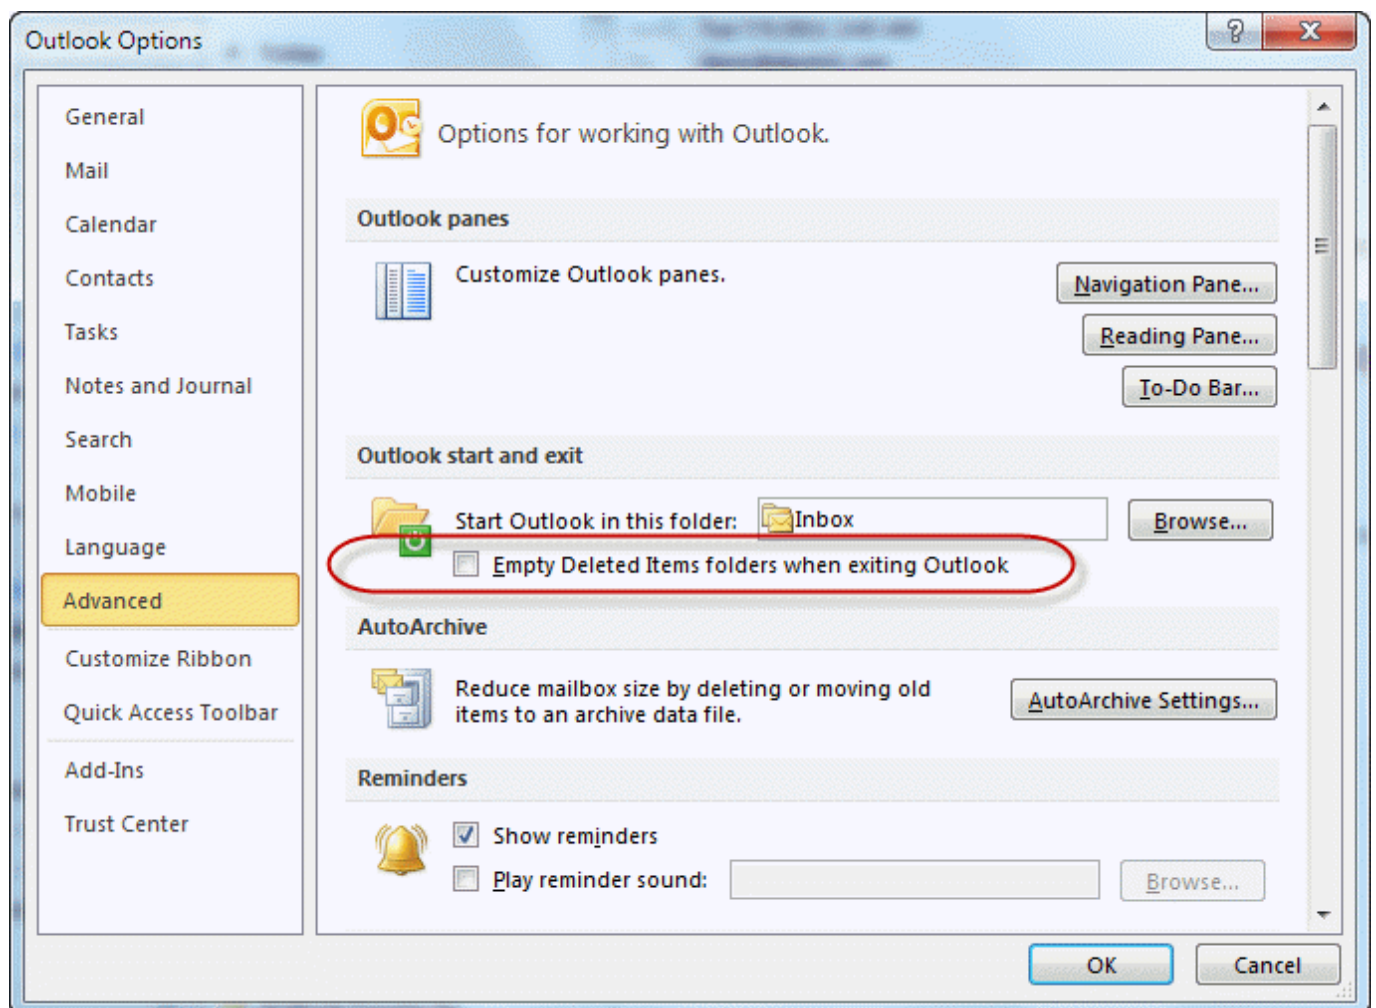 Outlook Options
General
Mail
Calendar
Contacts
Tasks
Notes and Journal
Search
Mobile
Language
Advanced
Customize Ribbon
Quick Access Toolbar
Add-Ins
Trust Center
Options for working with Outlook.
Outlook panes
Customize Outlook panes.
Navigation Pane...
Reading Pane...
To-Do Bar...
Outlook start and exit
Start Outlook in this folder: Inbox Browse...
Empty Deleted Items folders when exiting Outlook
AutoArchive
Reduce mailbox size by deleting or moving old
items to an archive data file.
AutoArchive Settings...
Reminders
Show reminders
Play reminder sound: Browse...
OK Cancel